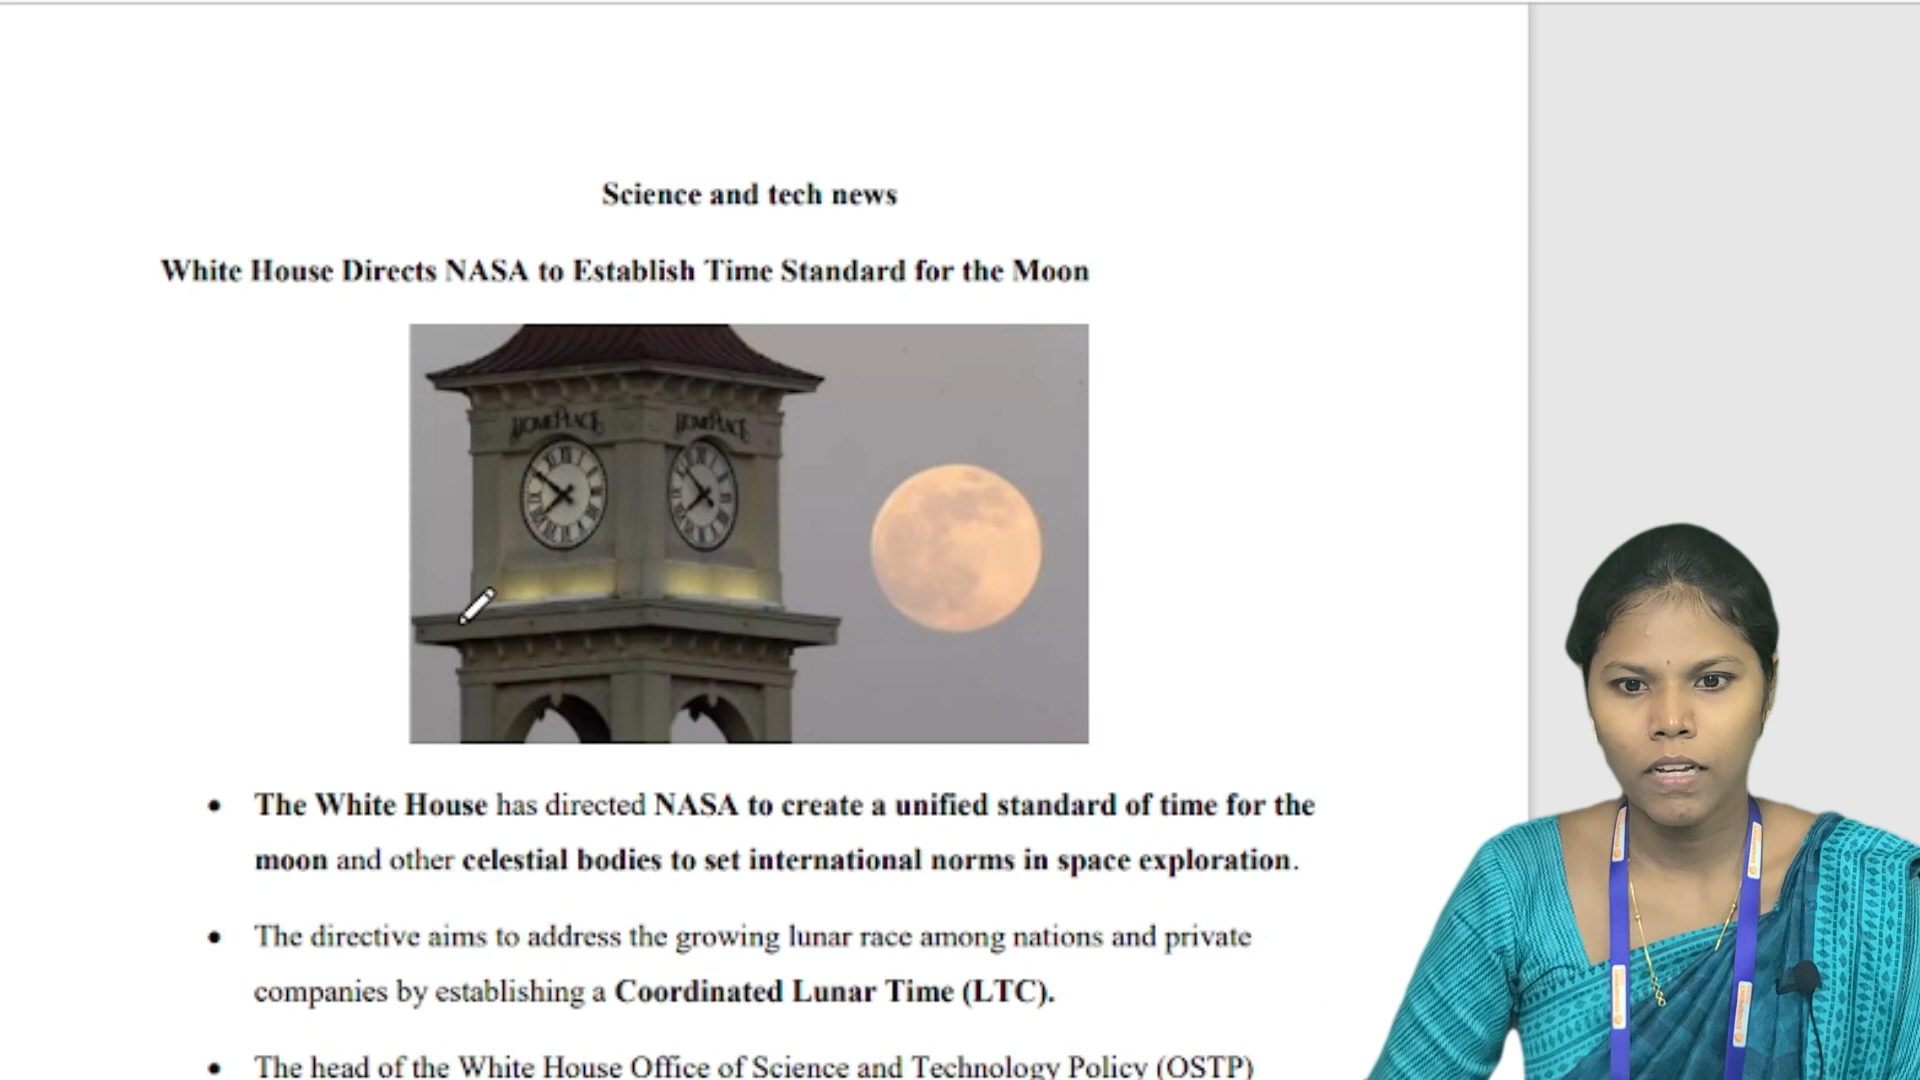 Science and tech news
White House Directs NASA to Establish Time Standard for the Moon
HOMEPLACE HOMEPLACE
• The White House has directed NASA to create a unified standard of time for the
moon and other celestial bodies to set international norms in space exploration.
• The directive aims to address the growing lunar race among nations and private
companies by establishing a Coordinated Lunar Time (LTC).
• The head of the White House Office of Science and Technology Policy (OSTP)